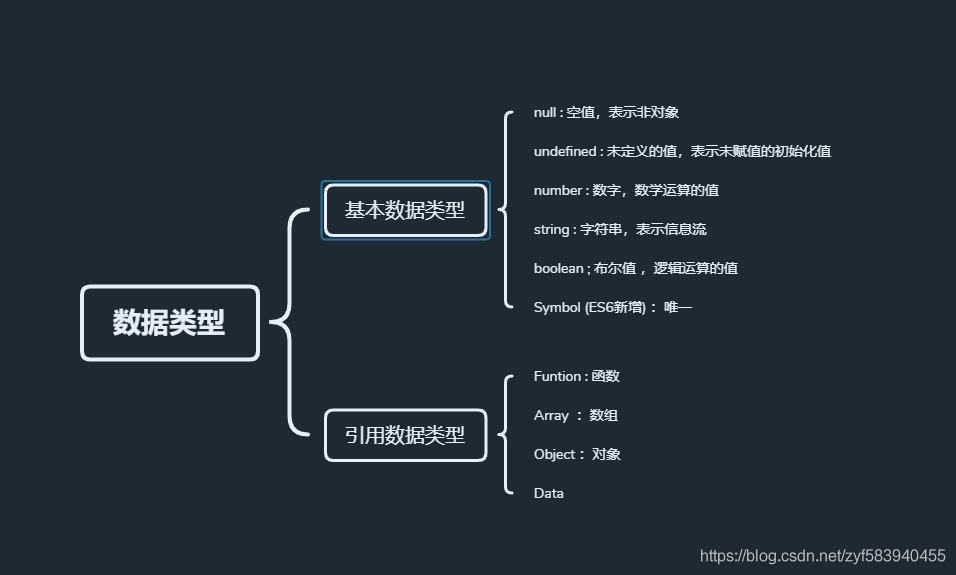 数据类型
基本数据类型
null : 空值，表示非对象
undefined : 未定义的值，表示未赋值的初始化值
number : 数字，数学运算的值
string : 字符串，表示信息流
boolean ; 布尔值 ，逻辑运算的值
Symbol (ES6新增) ：唯一
引用数据类型
Funtion : 函数
Array ：数组
Object ：对象
Data
https://blog.csdn.net/zyf583940455